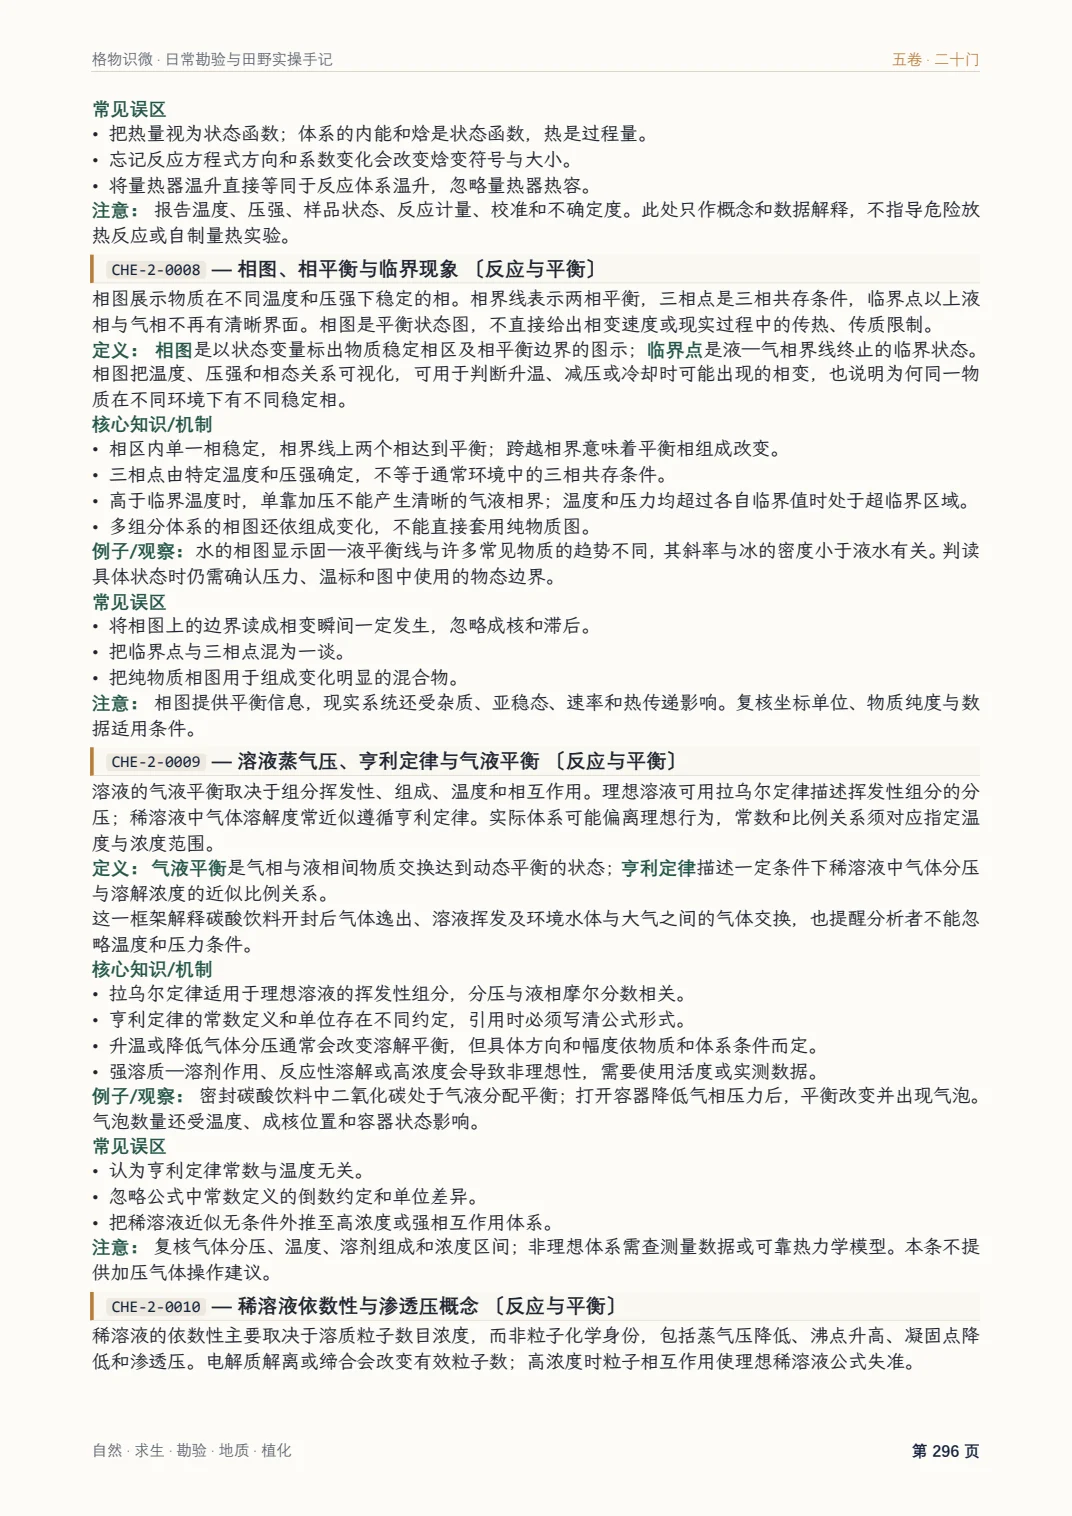 格物识微 · 日常勘验与田野实操手记
五卷 · 二十门
常见误区
• 把热量视为状态函数；体系的内能和焓是状态函数，热是过程量。
• 忘记反应方程式方向和系数变化会改变焓变符号与大小。
• 将量热器温升直接等同于反应体系温升，忽略量热器热容。
注意： 报告温度、压强、样品状态、反应计量、校准和不确定度。此处只作概念和数据解释，不指导危险放
热反应或自制量热实验。
CHE-2-0008 — 相图、相平衡与临界现象 〔反应与平衡〕
相图展示物质在不同温度和压强下稳定的相。相界线表示两相平衡，三相点是三相共存条件，临界点以上液
相与气相不再有清晰界面。相图是平衡状态图，不直接给出相变速度或现实过程中的传热、传质限制。
定义： 相图是以状态变量标出物质稳定相区及相平衡边界的图示；临界点是液—气相界线终止的临界状态。
相图把温度、压强和相态关系可视化，可用于判断升温、减压或冷却时可能出现的相变，也说明为何同一物
质在不同环境下有不同稳定相。
核心知识/机制
• 相区内单一相稳定，相界线上两个相达到平衡；跨越相界意味着平衡相组成改变。
• 三相点由特定温度和压强确定，不等于通常环境中的三相共存条件。
• 高于临界温度时，单靠加压不能产生清晰的气液相界；温度和压力均超过各自临界值时处于超临界区域。
• 多组分体系的相图还依组成变化，不能直接套用纯物质图。
例子/观察： 水的相图显示固—液平衡线与许多常见物质的趋势不同，其斜率与冰的密度小于液水有关。判读
具体状态时仍需确认压力、温标和图中使用的物态边界。
常见误区
• 将相图上的边界读成相变瞬间一定发生，忽略成核和滞后。
• 把临界点与三相点混为一谈。
• 把纯物质相图用于组成变化明显的混合物。
注意： 相图提供平衡信息，现实系统还受杂质、亚稳态、速率和热传递影响。复核坐标单位、物质纯度与数
据适用条件。
CHE-2-0009 — 溶液蒸气压、亨利定律与气液平衡 〔反应与平衡〕
溶液的气液平衡取决于组分挥发性、组成、温度和相互作用。理想溶液可用拉乌尔定律描述挥发性组分的分
压；稀溶液中气体溶解度常近似遵循亨利定律。实际体系可能偏离理想行为，常数和比例关系须对应指定温
度与浓度范围。
定义： 气液平衡是气相与液相间物质交换达到动态平衡的状态；亨利定律描述一定条件下稀溶液中气体分压
与溶解浓度的近似比例关系。
这一框架解释碳酸饮料开封后气体逸出、溶液挥发及环境水体与大气之间的气体交换，也提醒分析者不能忽
略温度和压力条件。
核心知识/机制
• 拉乌尔定律适用于理想溶液的挥发性组分，分压与液相摩尔分数相关。
• 亨利定律的常数定义和单位存在不同约定，引用时必须写清公式形式。
• 升温或降低气体分压通常会改变溶解平衡，但具体方向和幅度依物质和体系条件而定。
• 强溶质—溶剂作用、反应性溶解或高浓度会导致非理想性，需要使用活度或实测数据。
例子/观察： 密封碳酸饮料中二氧化碳处于气液分配平衡；打开容器降低气相压力后，平衡改变并出现气泡。
气泡数量还受温度、成核位置和容器状态影响。
常见误区
• 认为亨利定律常数与温度无关。
• 忽略公式中常数定义的倒数约定和单位差异。
• 把稀溶液近似无条件外推至高浓度或强相互作用体系。
注意： 复核气体分压、温度、溶剂组成和浓度区间；非理想体系需查测量数据或可靠热力学模型。本条不提
供加压气体操作建议。
CHE-2-0010 — 稀溶液依数性与渗透压概念 〔反应与平衡〕
稀溶液的依数性主要取决于溶质粒子数目浓度，而非粒子化学身份，包括蒸气压降低、沸点升高、凝固点降
低和渗透压。电解质解离或缔合会改变有效粒子数；高浓度时粒子相互作用使理想稀溶液公式失准。
自然 · 求生 · 勘验 · 地质 · 植化
第 296 页